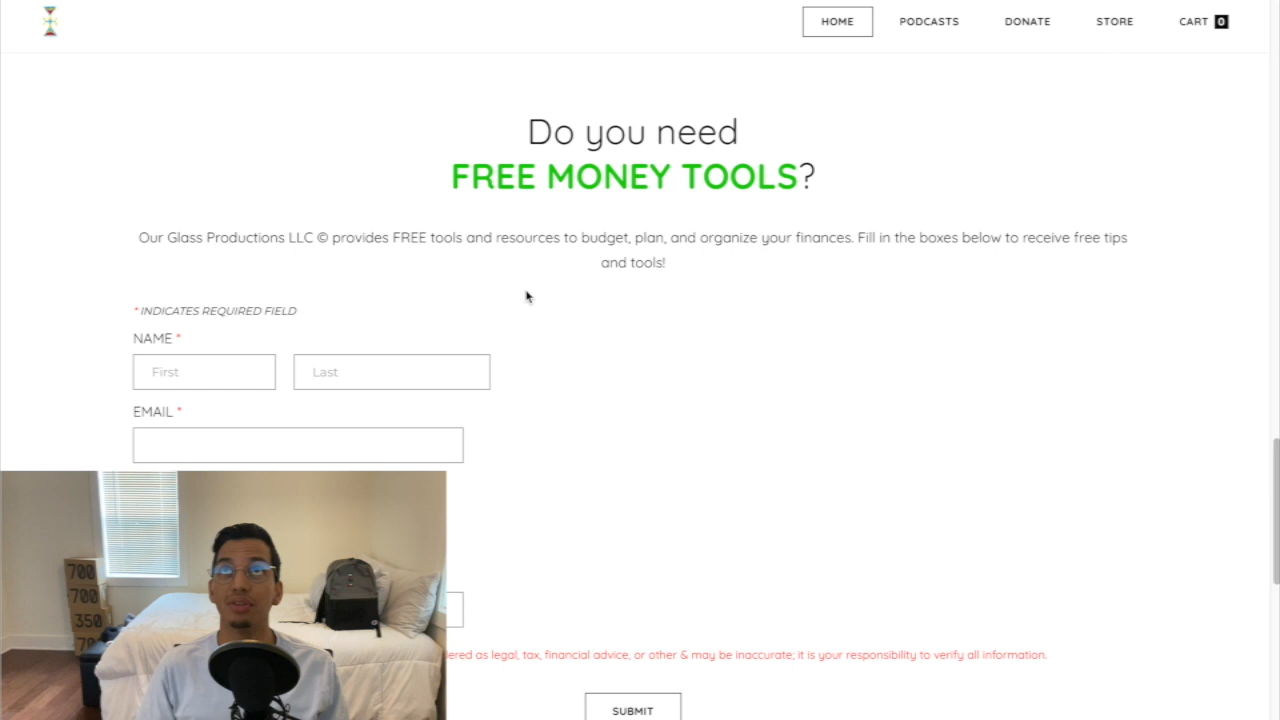 HOME
PODCASTS
DONATE
STORE
CART 0
Do you need
FREE MONEY TOOLS?
Our Glass Productions LLC © provides FREE tools and resources to budget, plan, and organize your finances. Fill in the boxes below to receive free tips
and tools!
* INDICATES REQUIRED FIELD
NAME *
First
Last
EMAIL *
700
700
350
ered as legal, tax, financial advice, or other & may be inaccurate; it is your responsibility to verify all information.
SUBMIT